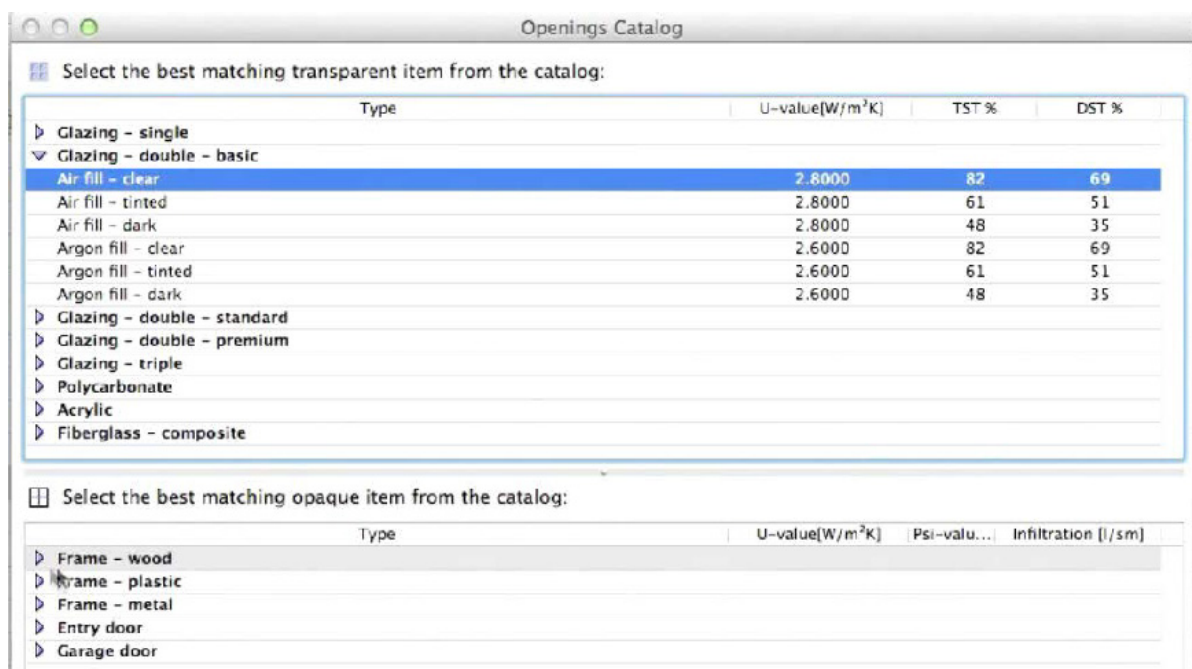 Openings Catalog
Select the best matching transparent item from the catalog:
Type U-value[W/m²K] TST % DST %
Glazing - single
Glazing - double - basic
Air fill - clear 2.8000 82 69
Air fill - tinted 2.8000 61 51
Air fill - dark 2.8000 48 35
Argon fill - clear 2.6000 82 69
Argon fill - tinted 2.6000 61 51
Argon fill - dark 2.6000 48 35
Glazing - double - standard
Glazing - double - premium
Glazing - triple
Polycarbonate
Acrylic
Fiberglass - composite
Select the best matching opaque item from the catalog:
Type U-value[W/m²K] Psi-valu... Infiltration [l/sm]
Frame - wood
Frame - plastic
Frame - metal
Entry door
Garage door